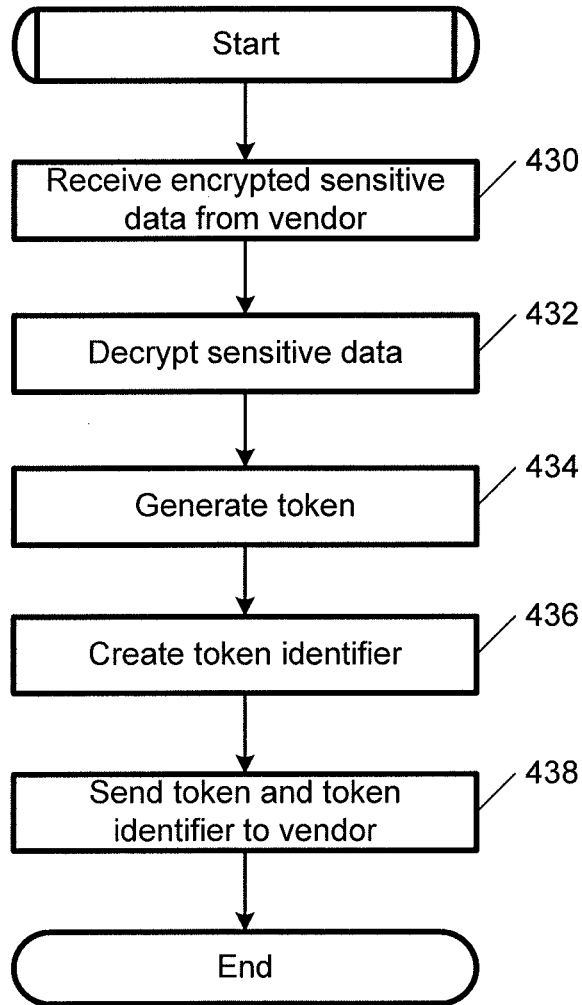 Start
430
Receive encrypted sensitive
data from vendor
432
Decrypt sensitive data
434
Generate token
436
Create token identifier
438
Send token and token
identifier to vendor
End